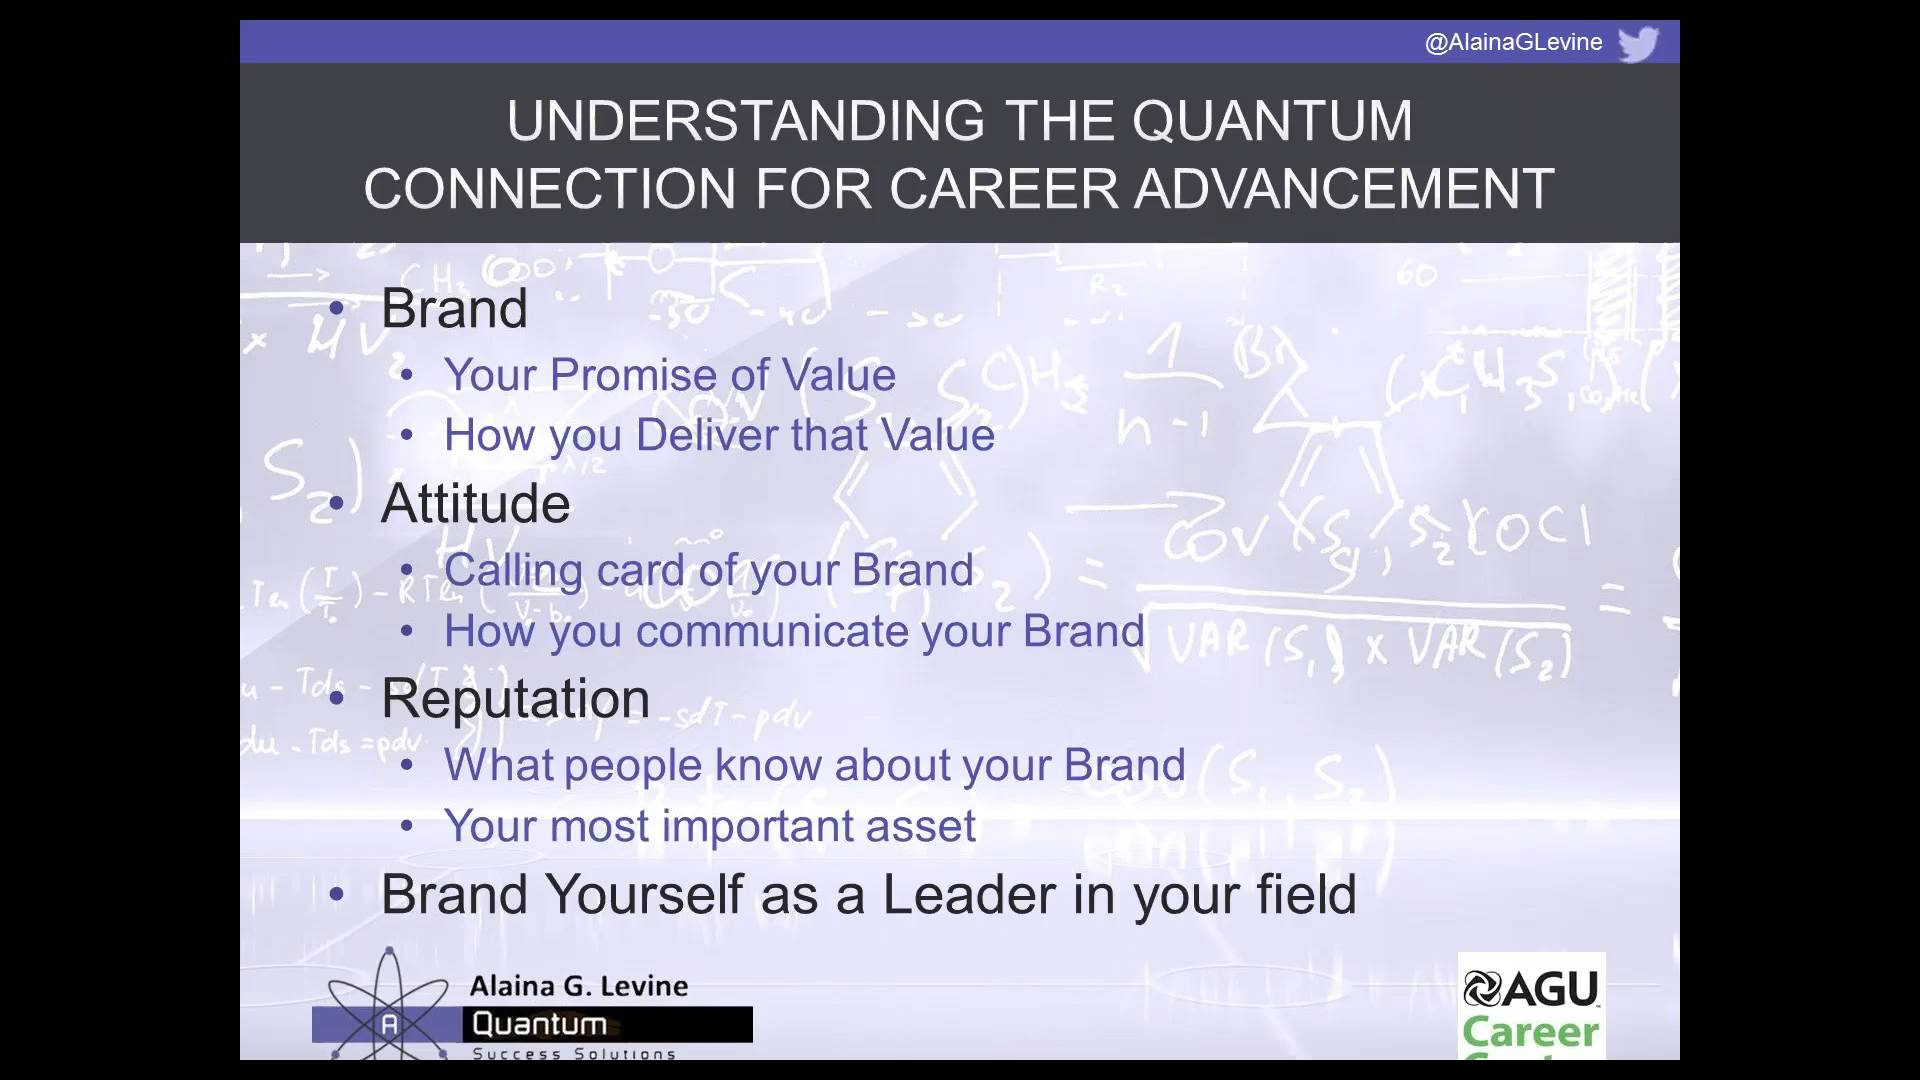 @AlainaGLevine
UNDERSTANDING THE QUANTUM
CONNECTION FOR CAREER ADVANCEMENT
• Brand
• Your Promise of Value
• How you Deliver that Value
• Attitude
• Calling card of your Brand
• How you communicate your Brand
• Reputation
• What people know about your Brand
• Your most important asset
• Brand Yourself as a Leader in your field
Alaina G. Levine
A Quantum
Success Solutions
AGU
Career